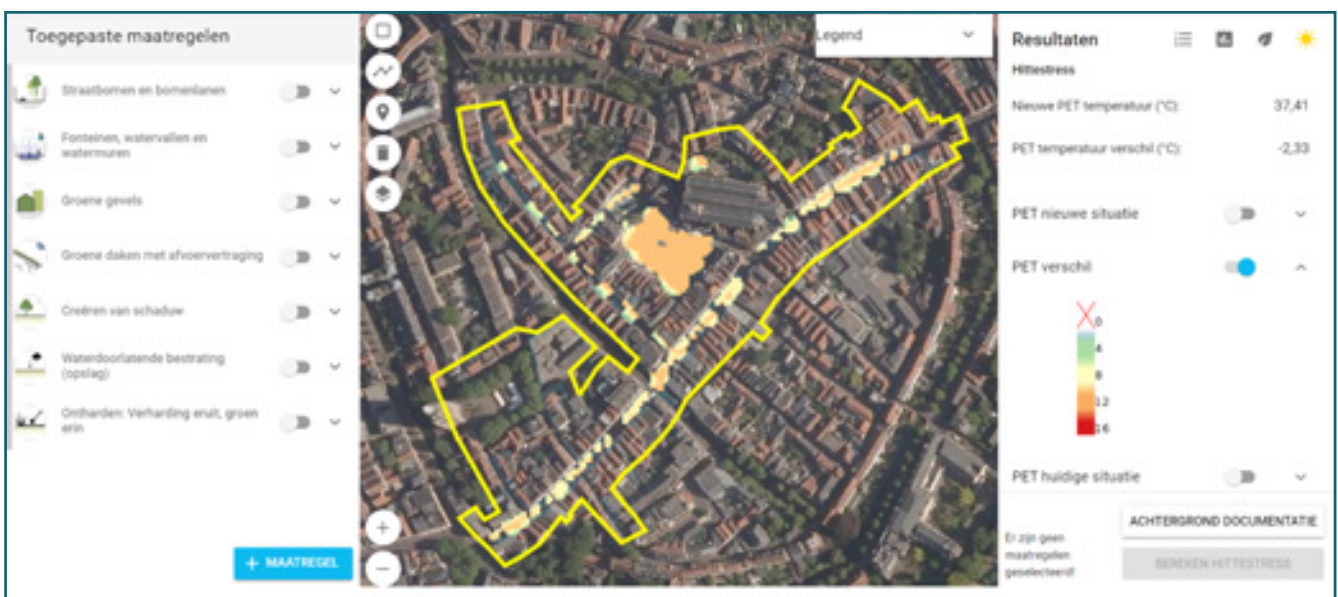 Toegepaste maatregelen
Straatbomen en bomenlanen
Fonteinen, watervallen en
watermuren
Groene gevels
Groene daken met afvoervertraging
Creëren van schaduw
Waterdoorlatende bestrating
(opslag)
Ontharden: Verharding eruit, groen
erin
+ MAATREGEL
Legend
Resultaten
Hittestress
Nieuwe PET temperatuur (°C): 37,41
PET temperatuur verschil (°C): -2,33
PET nieuwe situatie
PET verschil
0
4
8
12
16
PET huidige situatie
Er zijn geen
maatregelen
geselecteerd!
ACHTERGROND DOCUMENTATIE
BEREKEN HITTESTRESS